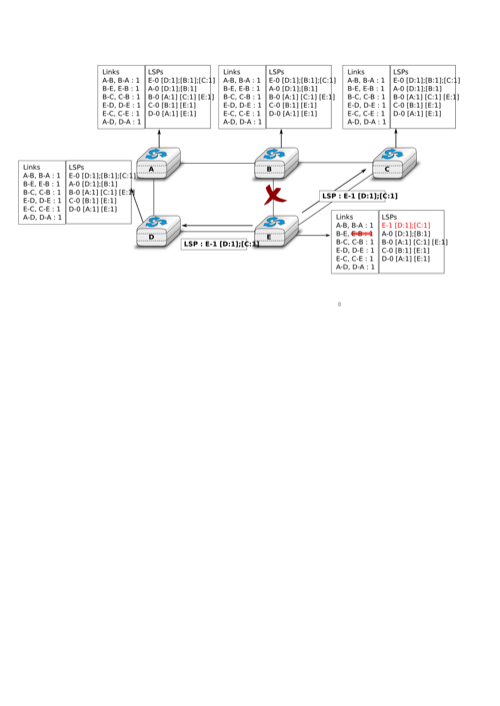 Links LSPs
A-B, B-A : 1 E-0 [D:1];[B:1];[C:1]
B-E, E-B : 1 A-0 [D:1];[B:1]
B-C, C-B : 1 B-0 [A:1] [C:1] [E:1]
E-D, D-E : 1 C-0 [B:1] [E:1]
E-C, C-E : 1 D-0 [A:1] [E:1]
A-D, D-A : 1
Links LSPs
A-B, B-A : 1 E-0 [D:1];[B:1];[C:1]
B-E, E-B : 1 A-0 [D:1];[B:1]
B-C, C-B : 1 B-0 [A:1] [C:1] [E:1]
E-D, D-E : 1 C-0 [B:1] [E:1]
E-C, C-E : 1 D-0 [A:1] [E:1]
A-D, D-A : 1
Links LSPs
A-B, B-A : 1 E-0 [D:1];[B:1];[C:1]
B-E, E-B : 1 A-0 [D:1];[B:1]
B-C, C-B : 1 B-0 [A:1] [C:1] [E:1]
E-D, D-E : 1 C-0 [B:1] [E:1]
E-C, C-E : 1 D-0 [A:1] [E:1]
A-D, D-A : 1
A
B
C
Links LSPs
A-B, B-A : 1 E-0 [D:1];[B:1];[C:1]
B-E, E-B : 1 A-0 [D:1];[B:1]
B-C, C-B : 1 B-0 [A:1] [C:1] [E:1]
E-D, D-E : 1 C-0 [B:1] [E:1]
E-C, C-E : 1 D-0 [A:1] [E:1]
A-D, D-A : 1
LSP : E-1 [D:1];[C:1]
D
LSP : E-1 [D:1];[C:1]
E
Links LSPs
A-B, B-A : 1 E-1 [D:1];[C:1]
B-E, E-B : 1 A-0 [D:1];[B:1]
B-C, C-B : 1 B-0 [A:1] [C:1] [E:1]
E-D, D-E : 1 C-0 [B:1] [E:1]
E-C, C-E : 1 D-0 [A:1] [E:1]
A-D, D-A : 1
8